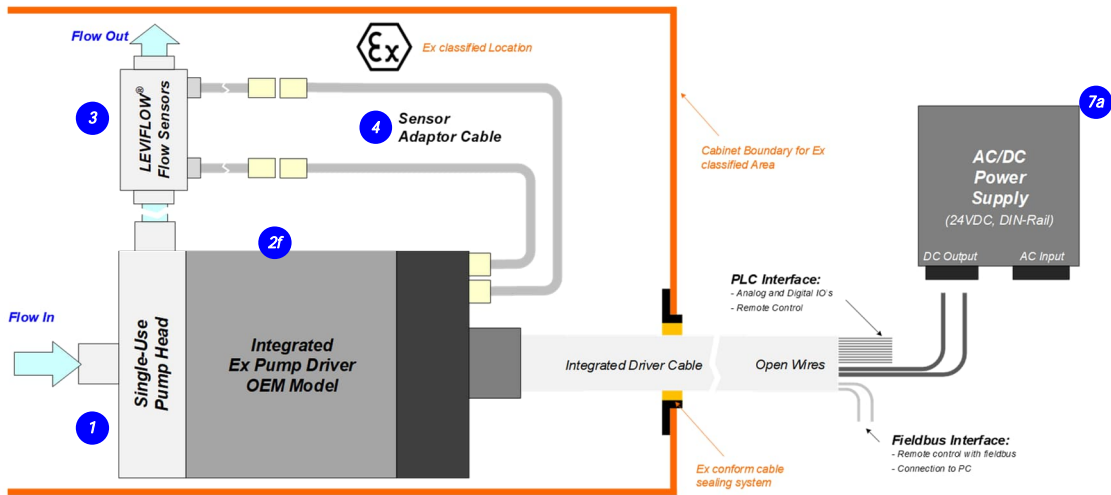 Flow Out
Ex
Ex classified Location
3
LEVIFLOW®
Flow Sensors
4
Sensor
Adaptor Cable
Cabinet Boundary for Ex
classified Area
7a
AC/DC
Power
Supply
(24VDC, DIN-Rail)
DC Output
AC Input
2f
Flow In
Single-Use
Pump Head
Integrated
Ex Pump Driver
OEM Model
1
PLC Interface:
- Analog and Digital IO's
- Remote Control
Integrated Driver Cable
Open Wires
Ex conform cable
sealing system
Fieldbus Interface:
- Remote control with fieldbus
- Connection to PC